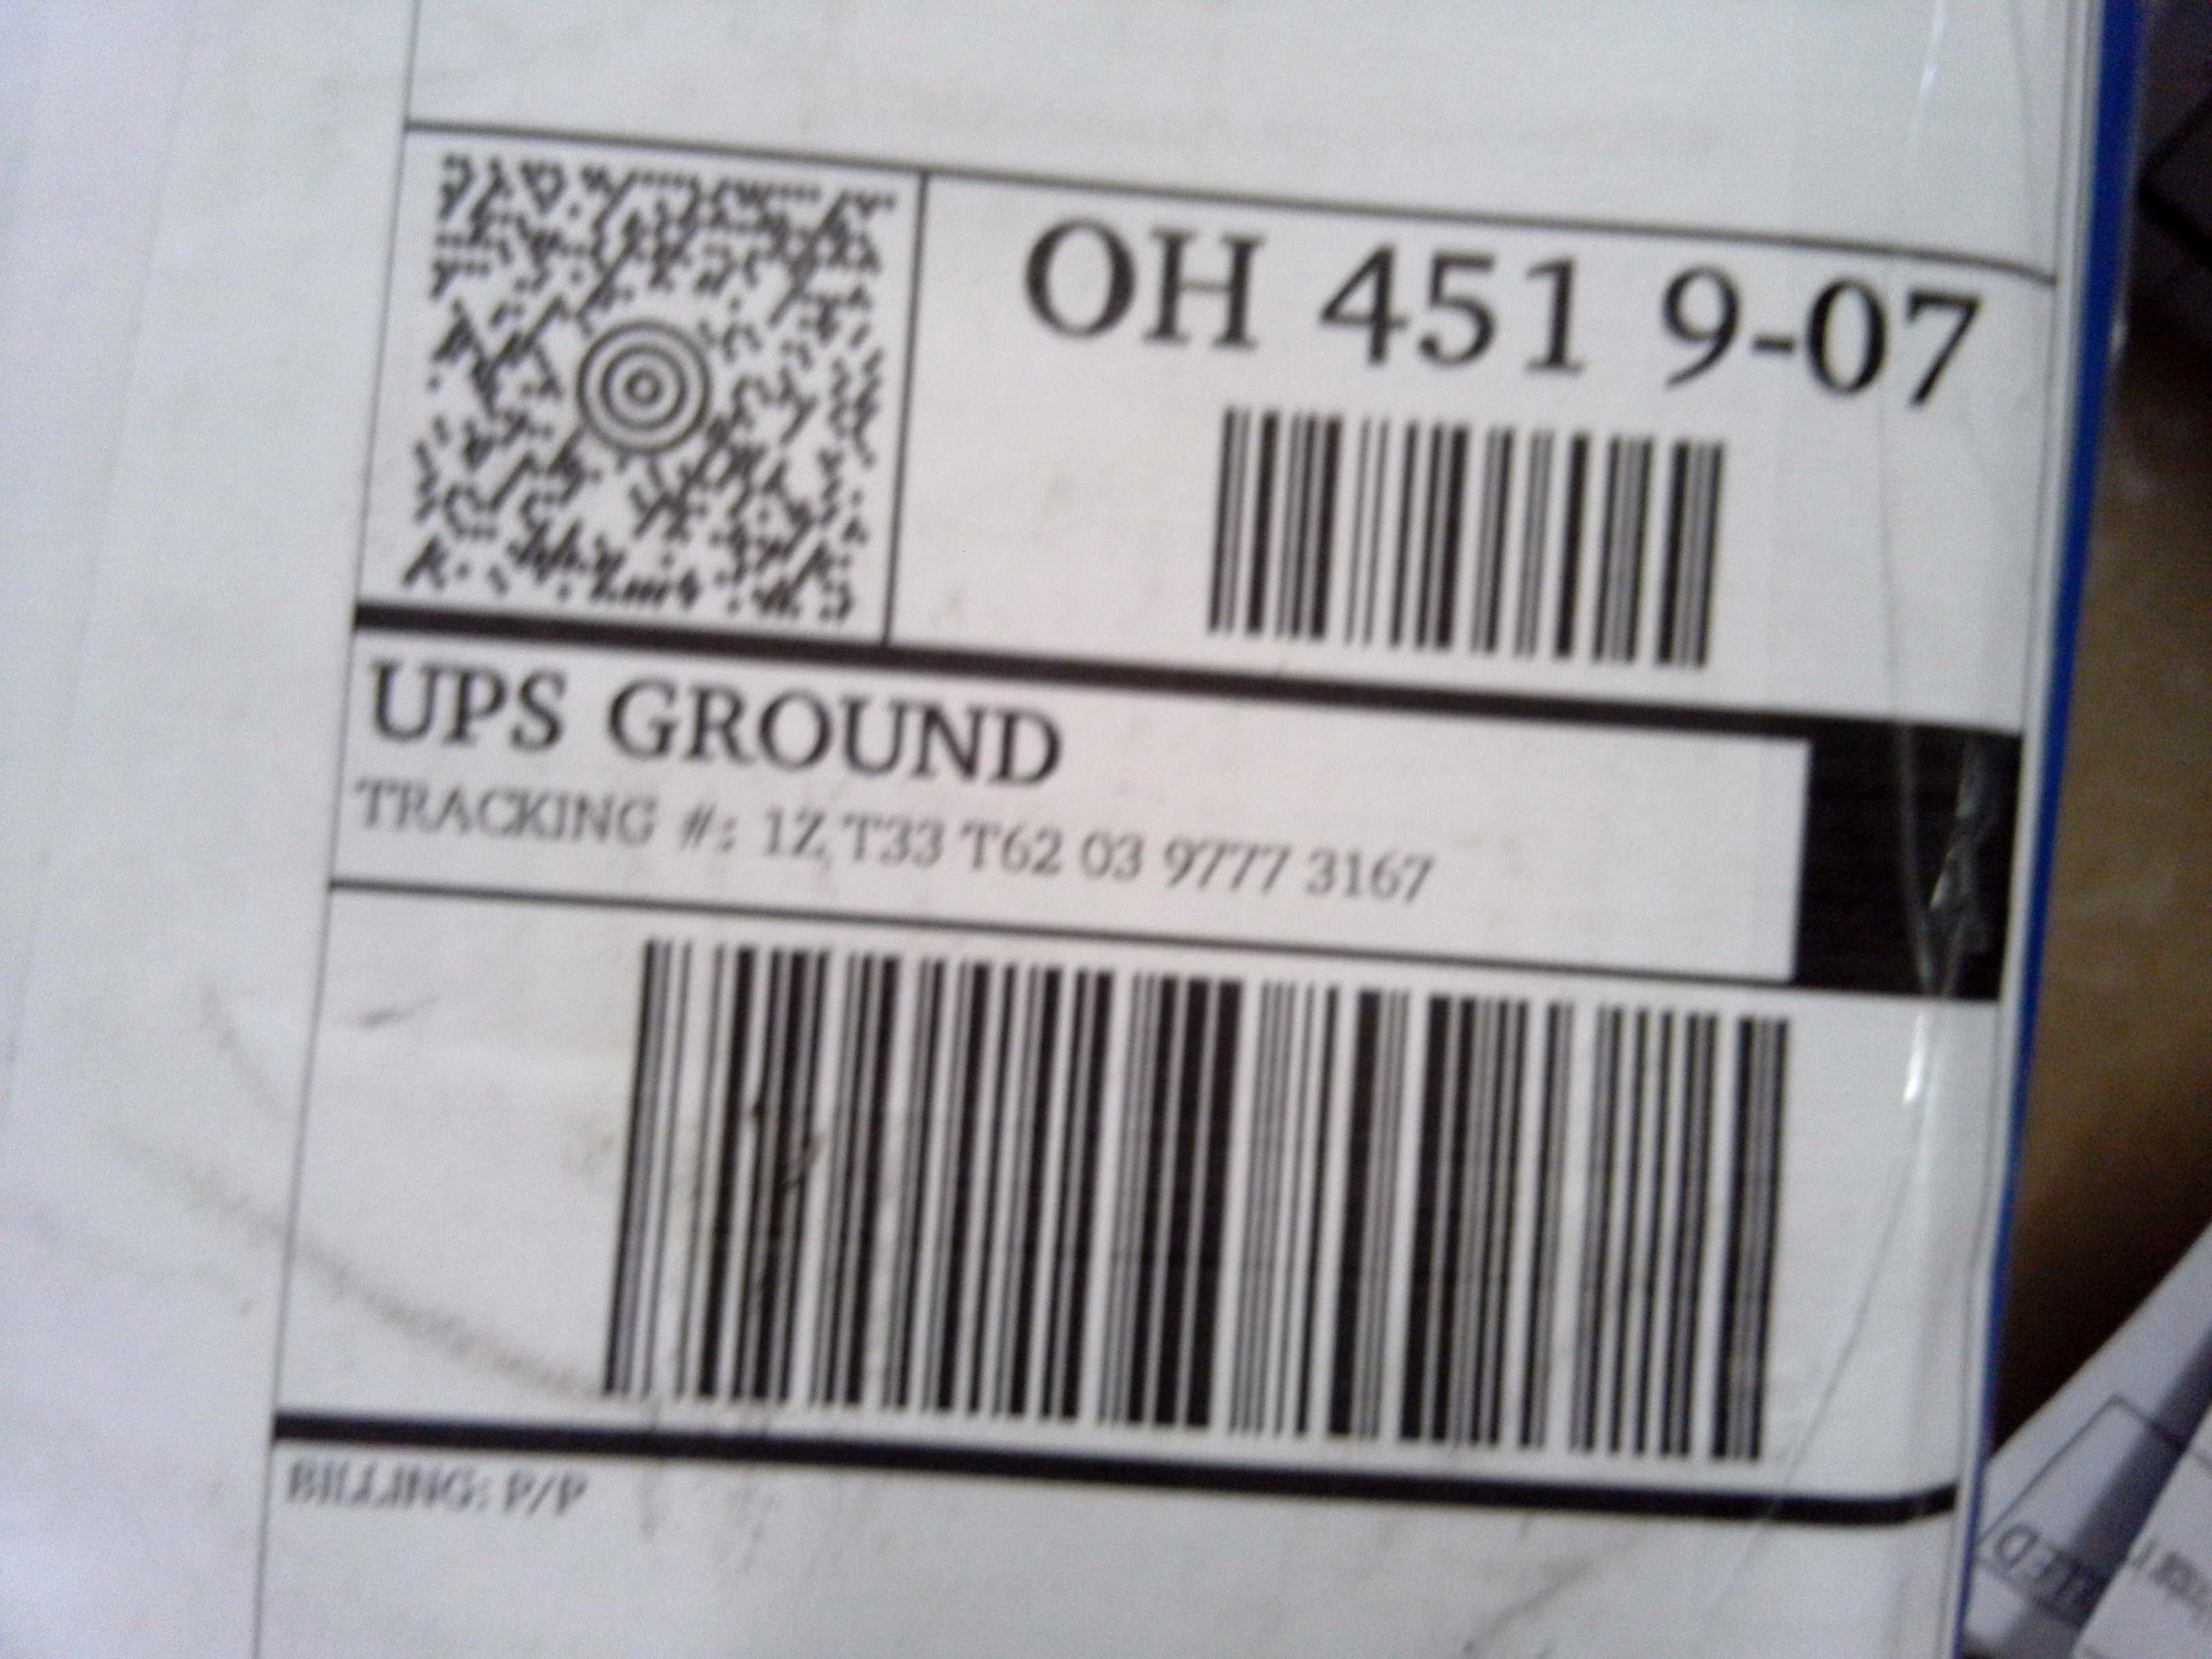 OH 451 9-07
UPS GROUND
TRACKING #: 1Z T33 T62 03 9777 3167
BILLING: P/P